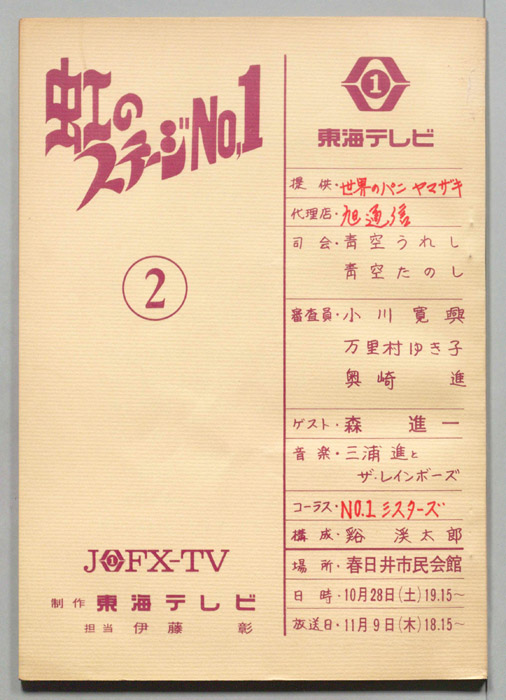 虹の
ステージNo,1
②
J①FX-TV
制作 東海テレビ
担当 伊藤 彰
①
東海テレビ
提供・世界のパン ヤマザキ
代理店・旭通信
司会・青空うれし
青空たのし
審査員・小川寛興
万里村ゆき子
奥崎 進
ゲスト・森 進一
音楽・三浦進と
ザ・レインボーズ
コーラス・NO.1 ミスターズ
構成・谿 渓太郎
場所・春日井市民会館
日時・10月28日(土)19.15〜
放送日・11月9日(木)18.15〜